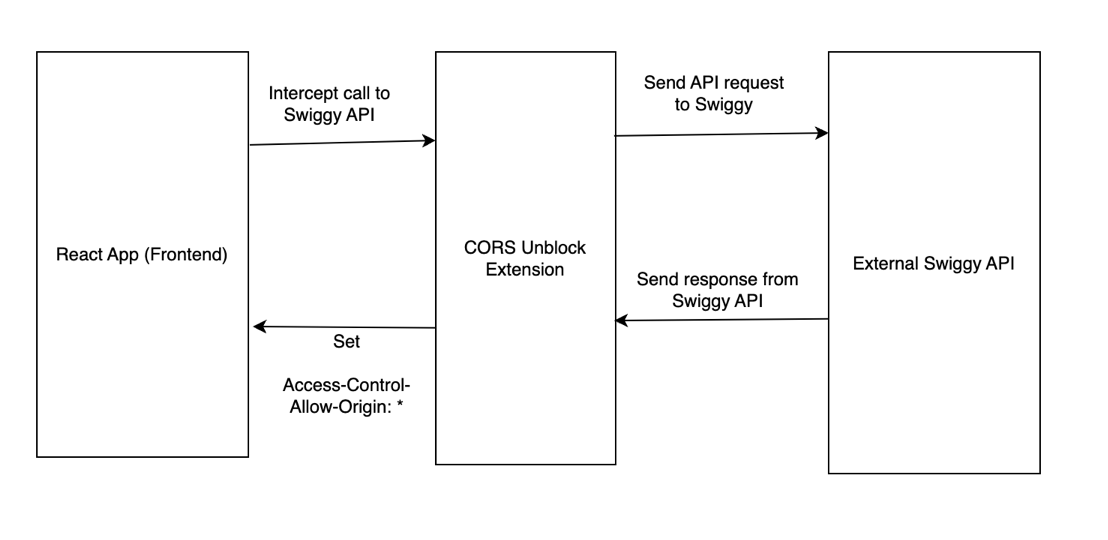 Intercept call to
Swiggy API
Send API request
to Swiggy
React App (Frontend)
CORS Unblock
Extension
External Swiggy API
Send response from
Swiggy API
Set
Access-Control-
Allow-Origin: *